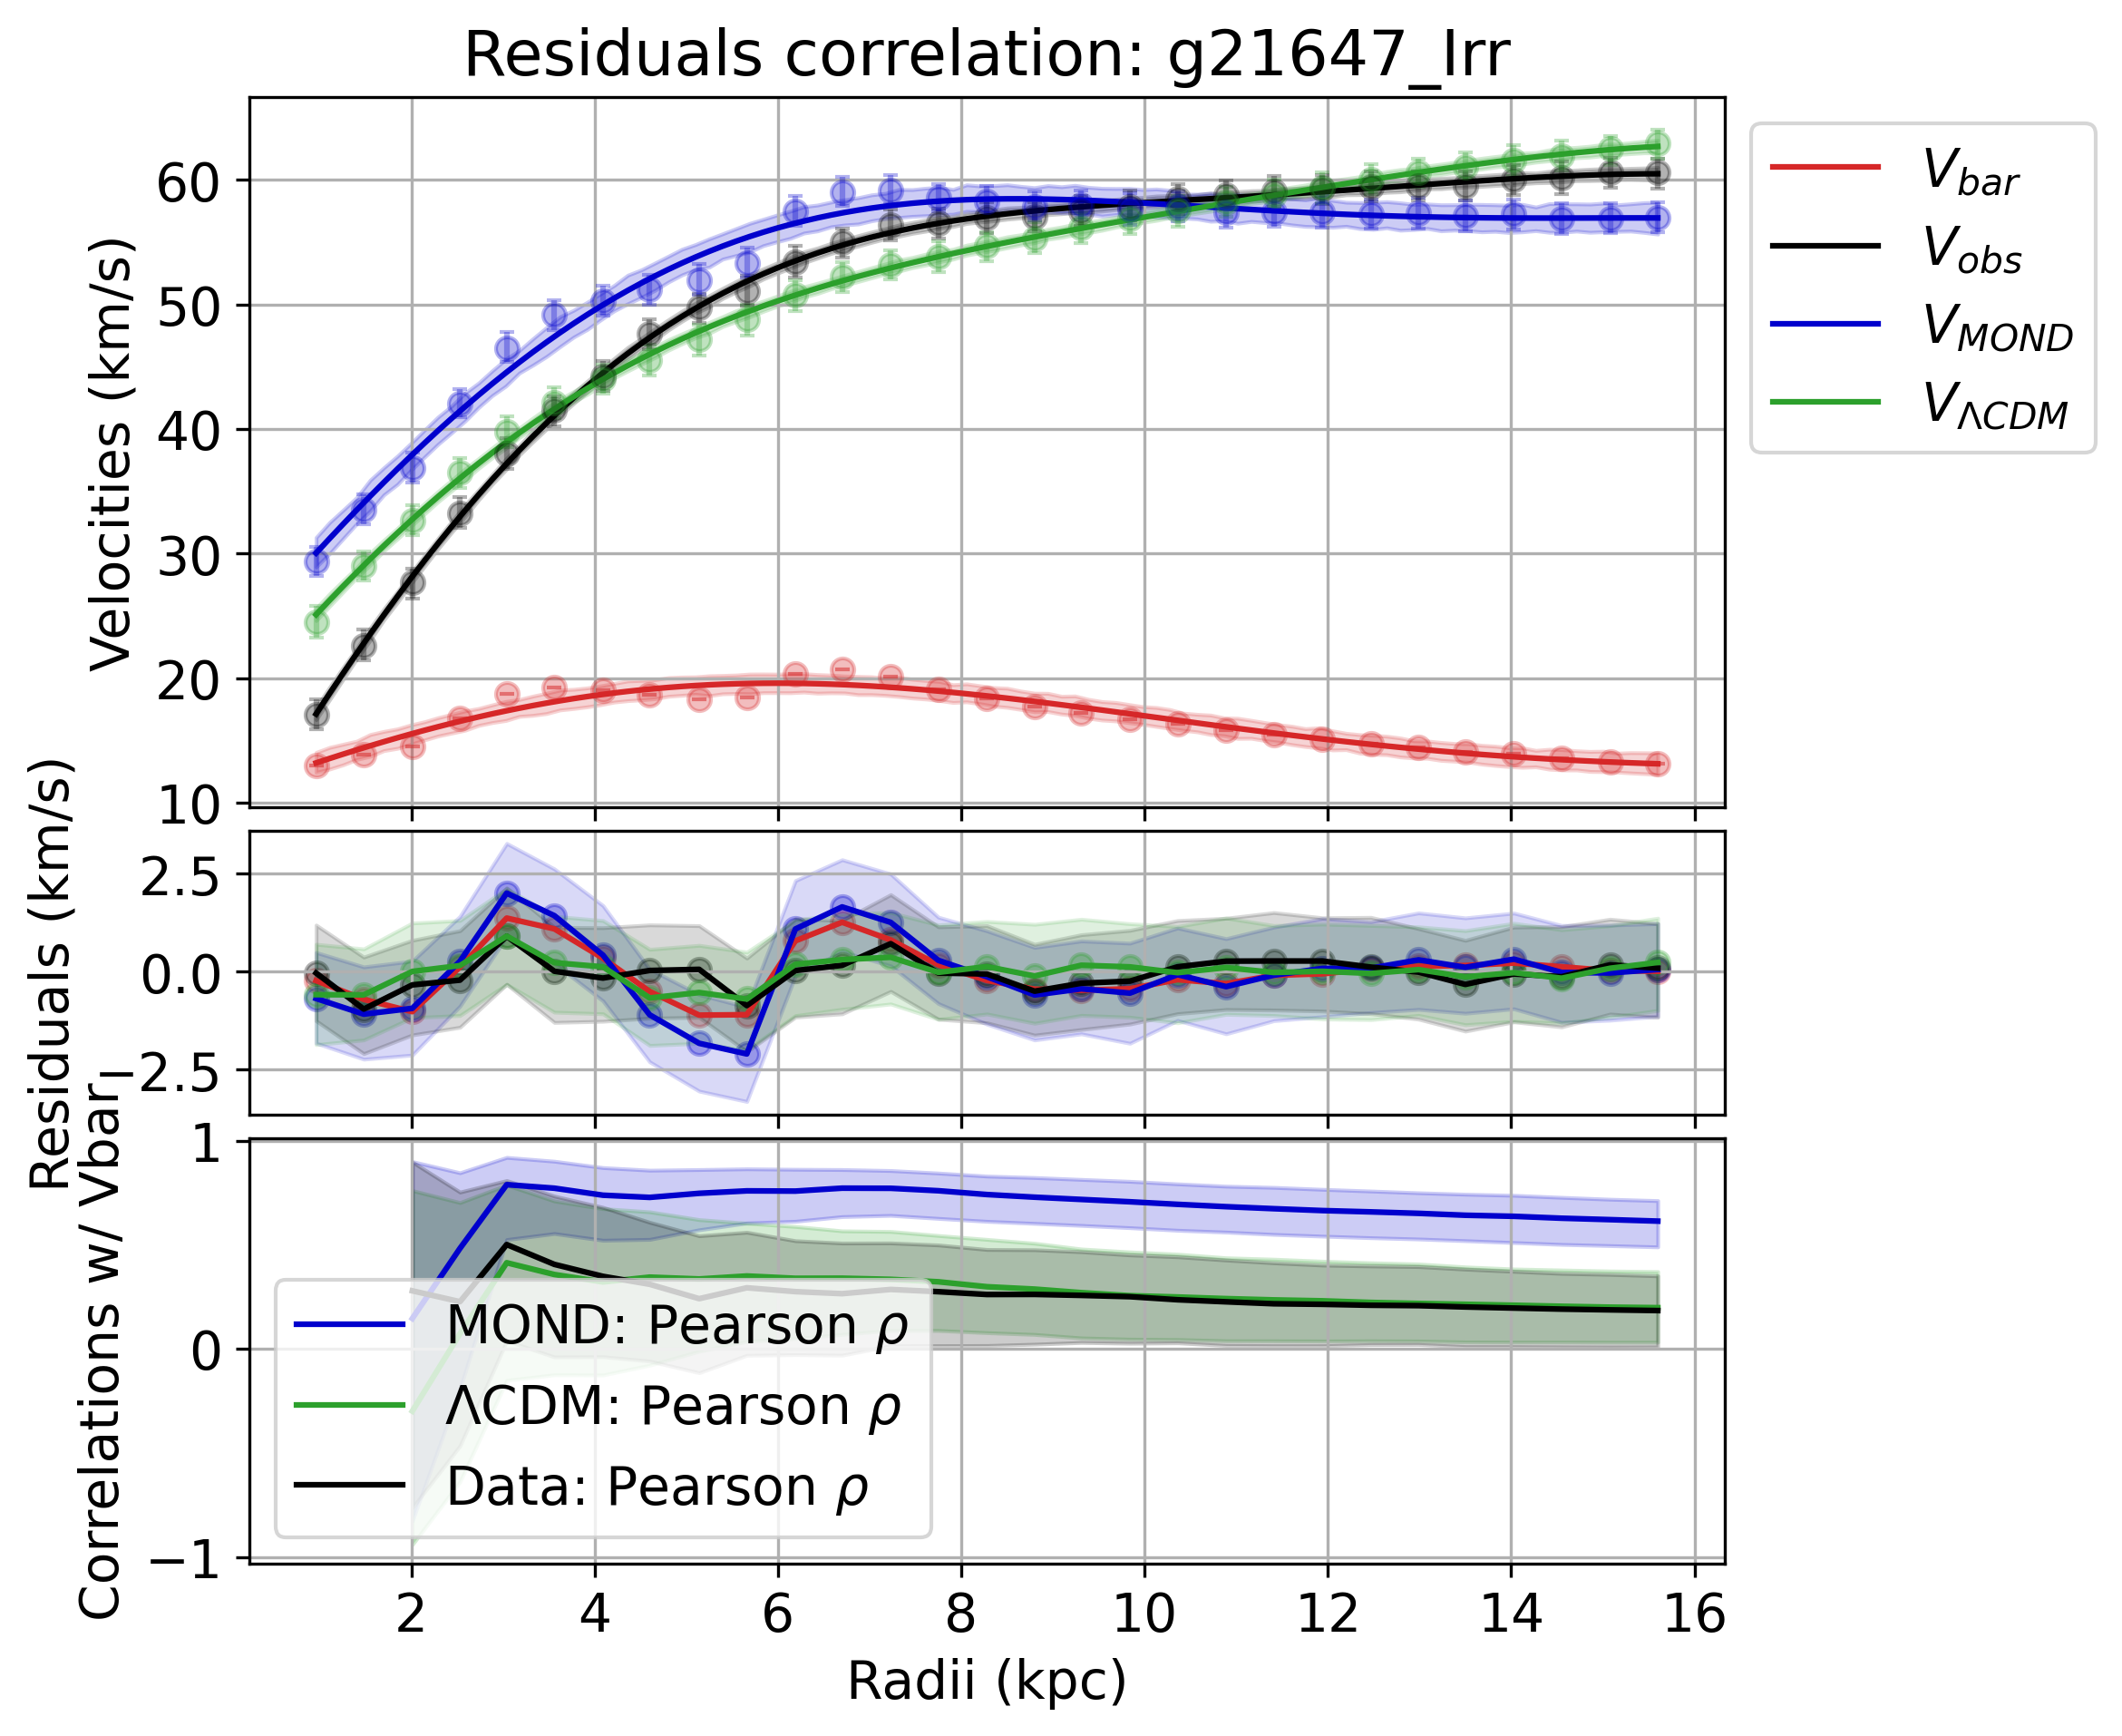 Residuals correlation: g21647_Irr
Velocities (km/s)
60
50
40
30
20
10
V_bar
V_obs
V_MOND
V_ΛCDM
Residuals (km/s)
2.5
0.0
2.5
Correlations w/ Vbar
1
0
−1
MOND: Pearson ρ
ΛCDM: Pearson ρ
Data: Pearson ρ
2 4 6 8 10 12 14 16
Radii (kpc)